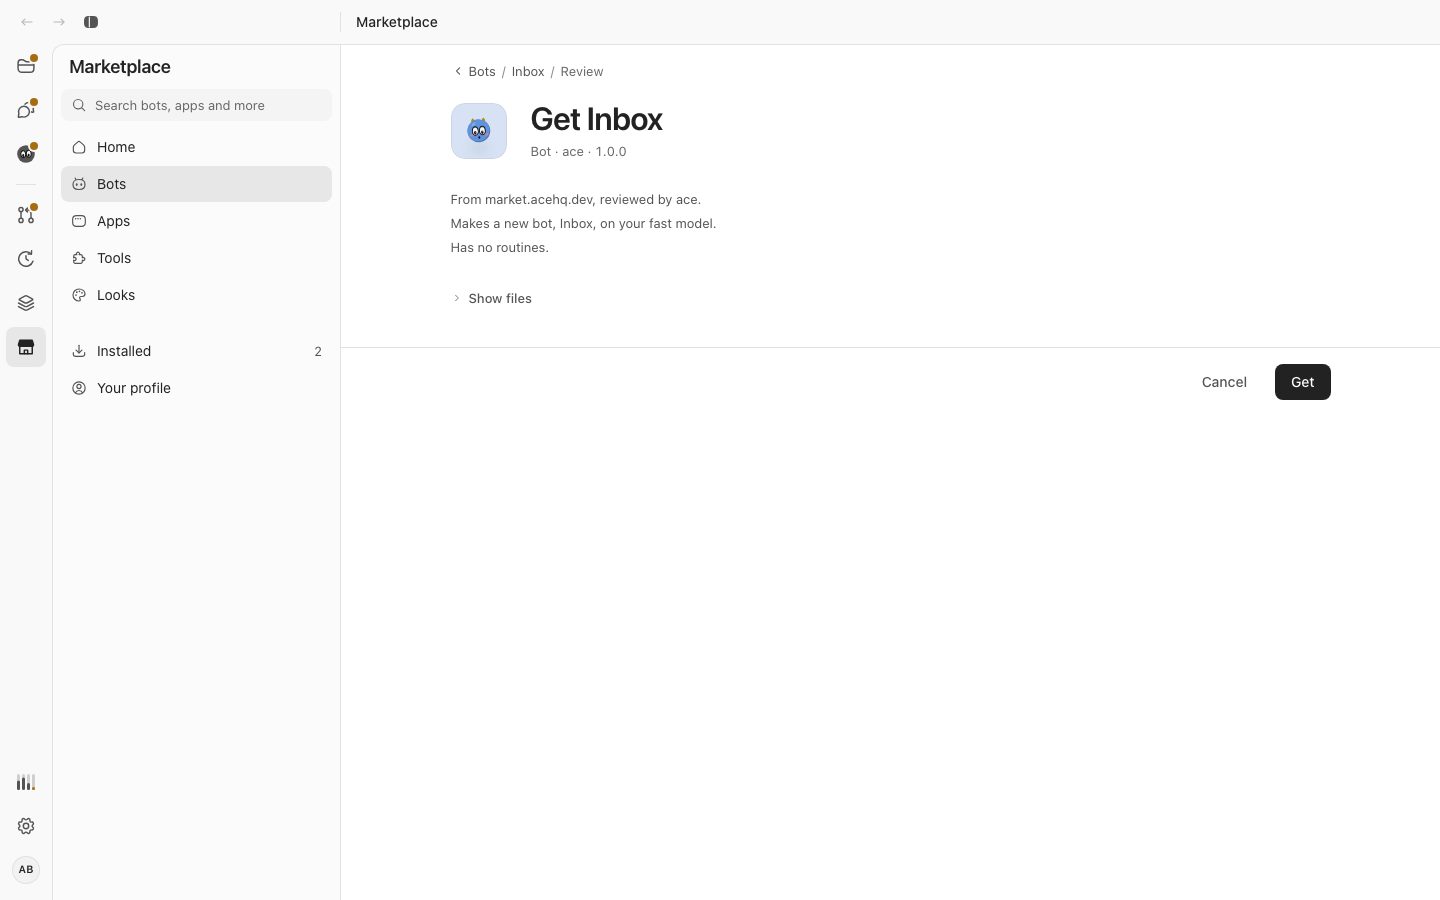 Marketplace
Marketplace
Search bots, apps and more
Home
Bots
Apps
Tools
Looks
Installed 2
Your profile
AB
Bots / Inbox / Review
Get Inbox
Bot · ace · 1.0.0
From market.acehq.dev, reviewed by ace.
Makes a new bot, Inbox, on your fast model.
Has no routines.
Show files
Cancel
Get